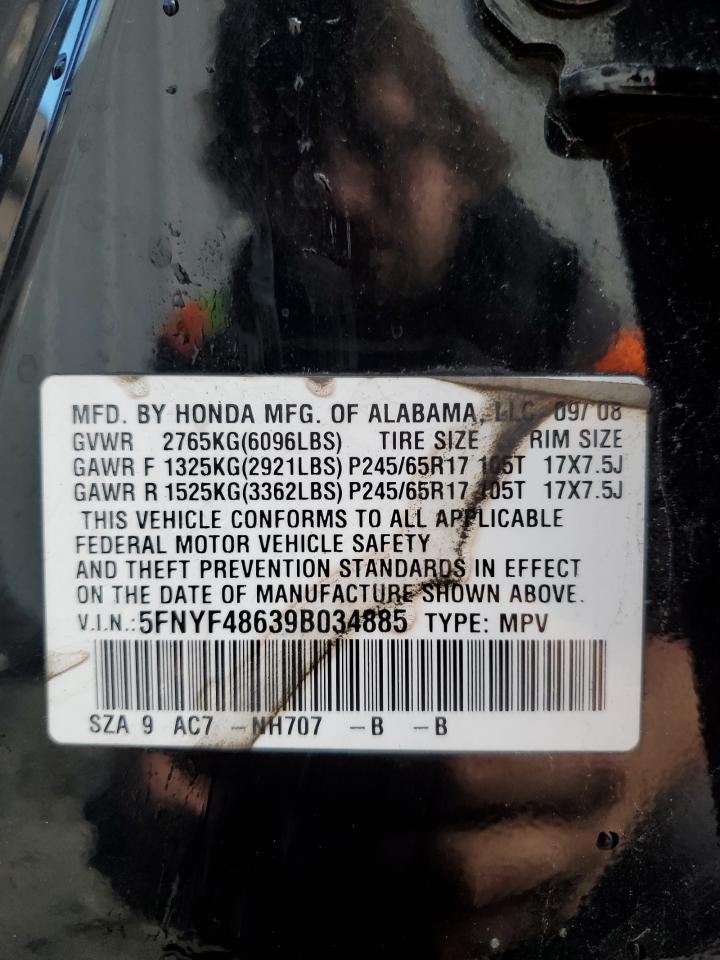 MFD. BY HONDA MFG. OF ALABAMA, LLC 09/08
GVWR 2765KG(6096LBS) TIRE SIZE RIM SIZE
GAWR F 1325KG(2921LBS) P245/65R17 105T 17X7.5J
GAWR R 1525KG(3362LBS) P245/65R17 105T 17X7.5J
THIS VEHICLE CONFORMS TO ALL APPLICABLE
FEDERAL MOTOR VEHICLE SAFETY
AND THEFT PREVENTION STANDARDS IN EFFECT
ON THE DATE OF MANUFACTURE SHOWN ABOVE.
V.I.N.: 5FNYF48639B034885 TYPE: MPV
SZA 9 AC7 – NH707 – B – B